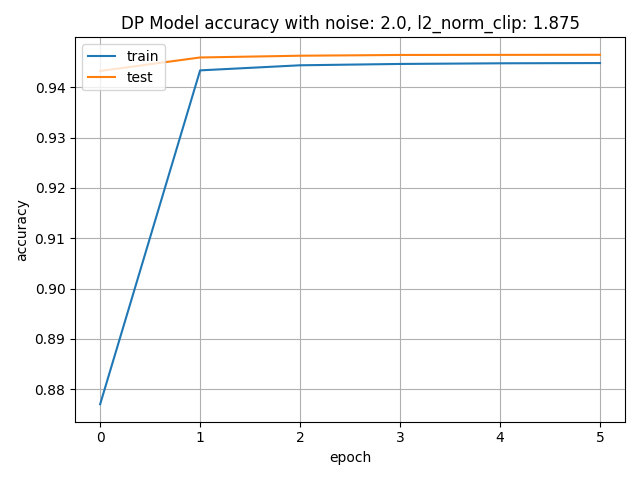 DP Model accuracy with noise: 2.0, l2_norm_clip: 1.875
train
test
0.94
0.93
0.92
0.91
0.90
0.89
0.88
accuracy
0 1 2 3 4 5
epoch